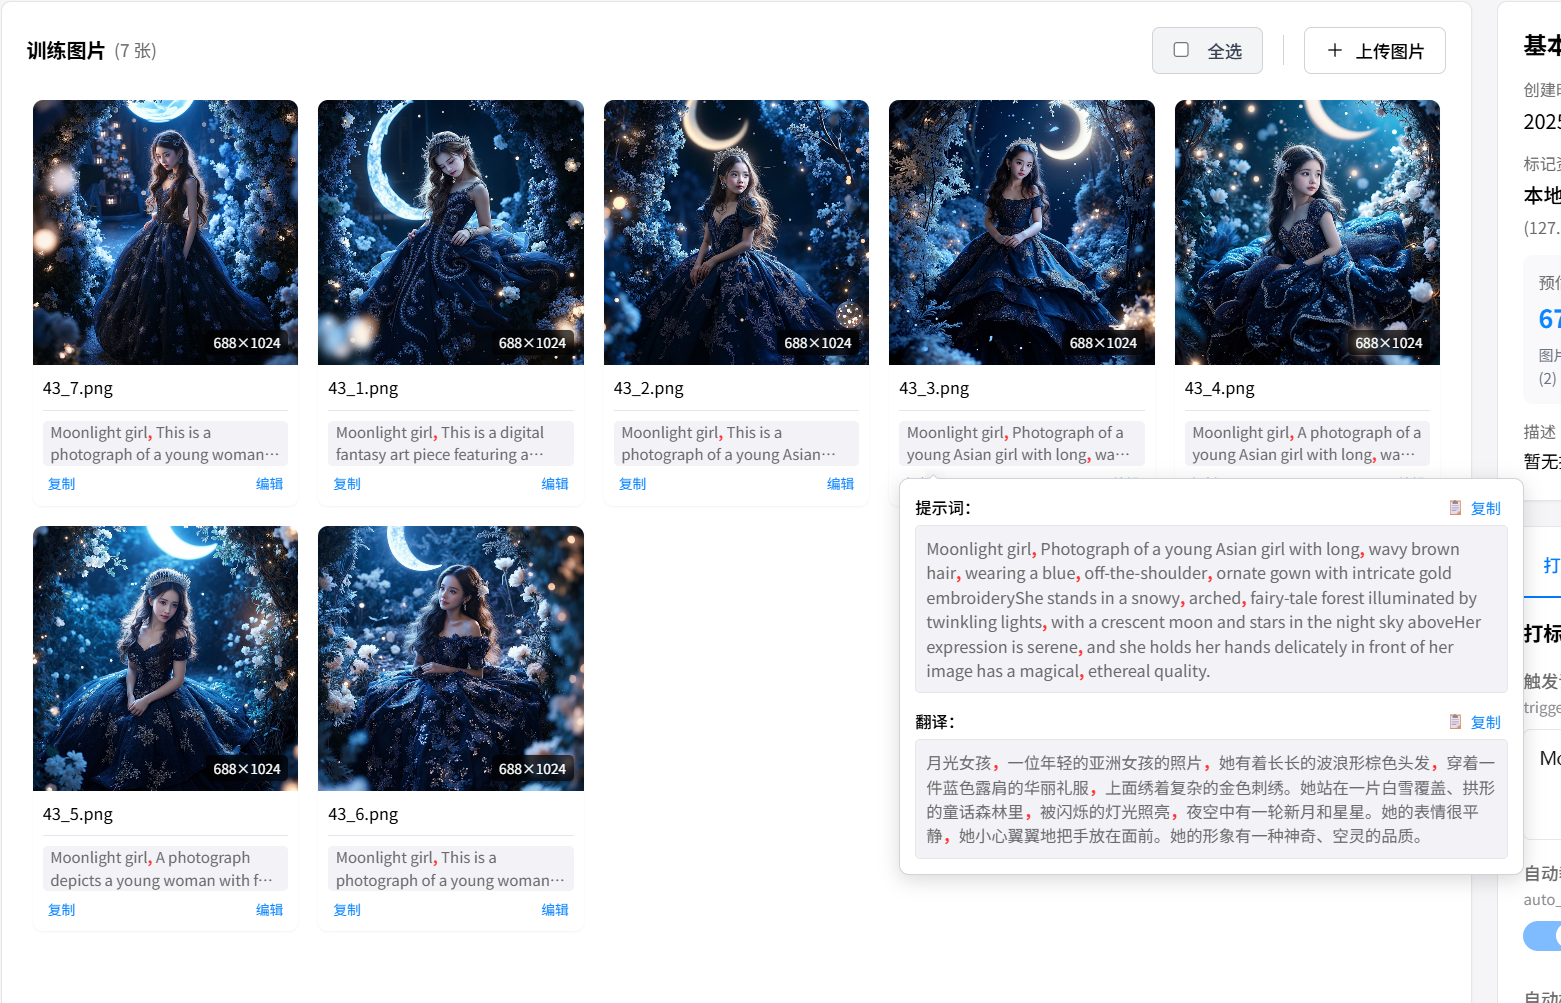 训练图片 (7 张)
全选
上传图片
688×1024
688×1024
688×1024
688×1024
688×1024
43_7.png
43_1.png
43_2.png
43_3.png
43_4.png
Moonlight girl, This is a
photograph of a young woman…
复制 编辑
Moonlight girl, This is a digital
fantasy art piece featuring a…
复制 编辑
Moonlight girl, This is a
photograph of a young Asian…
复制 编辑
Moonlight girl, Photograph of a
young Asian girl with long, wa…
Moonlight girl, A photograph of a
young Asian girl with long, wa…
提示词:
复制
Moonlight girl, Photograph of a young Asian girl with long, wavy brown
hair, wearing a blue, off-the-shoulder, ornate gown with intricate gold
embroideryShe stands in a snowy, arched, fairy-tale forest illuminated by
twinkling lights, with a crescent moon and stars in the night sky aboveHer
expression is serene, and she holds her hands delicately in front of her
image has a magical, ethereal quality.
翻译:
复制
月光女孩，一位年轻的亚洲女孩的照片，她有着长长的波浪形棕色头发，穿着一
件蓝色露肩的华丽礼服，上面绣着复杂的金色刺绣。她站在一片白雪覆盖、拱形
的童话森林里，被闪烁的灯光照亮，夜空中有一轮新月和星星。她的表情很平
静，她小心翼翼地把手放在面前。她的形象有一种神奇、空灵的品质。
688×1024
688×1024
43_5.png
43_6.png
Moonlight girl, A photograph
depicts a young woman with f…
复制 编辑
Moonlight girl, This is a
photograph of a young woman…
复制 编辑
基本
创建
2025
标记
本地
(127.
预
67
图
(2)
描述
暂无
打
打标
触发
trigge
Mo
自动
auto_
自动